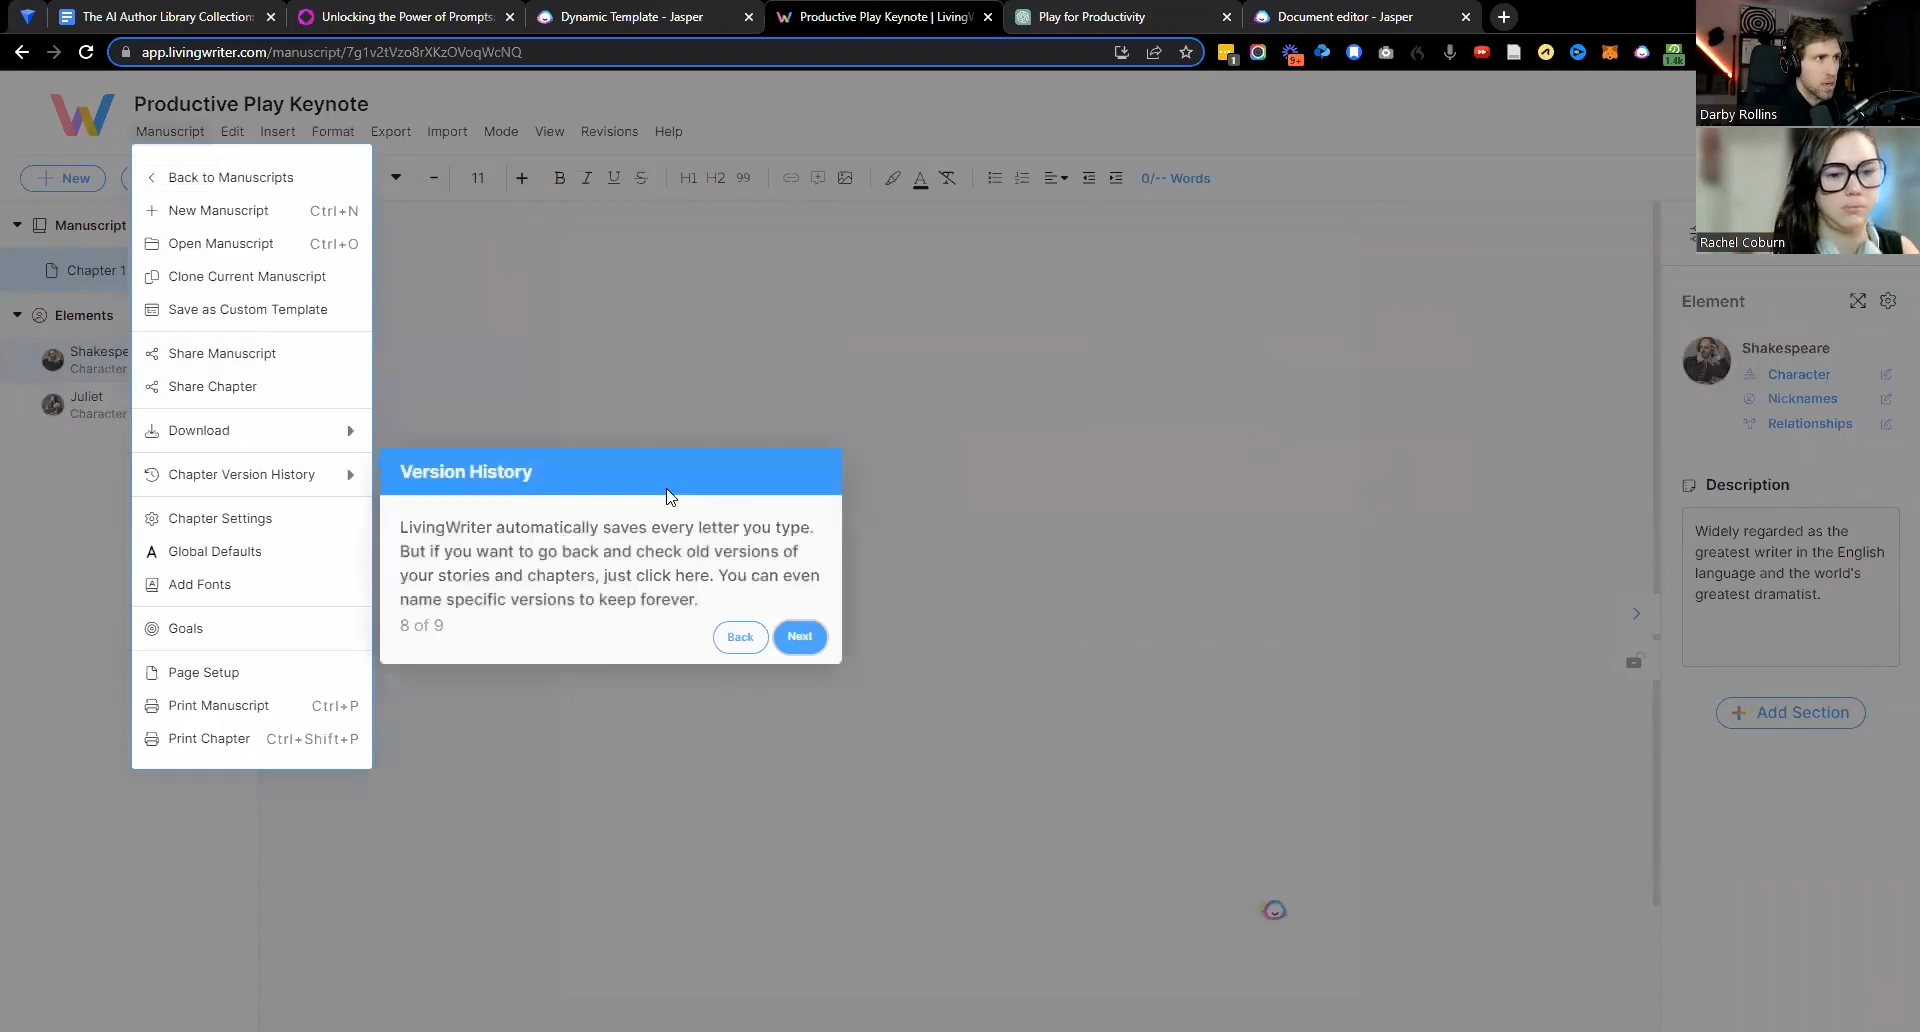 The AI Author Library Collection:
Unlocking the Power of Prompts:
Dynamic Template - Jasper
Productive Play Keynote | LivingW
Play for Productivity
Document editor - Jasper
app.livingwriter.com/manuscript/7g1v2tVzo8rXKzOVoqWcNQ
1
9+
1.4k
Darby Rollins
Rachel Coburn
Productive Play Keynote
Manuscript Edit Insert Format Export Import Mode View Revisions Help
New
11
B I U S
H1 H2 99
A
0/-- Words
Manuscript
Chapter 1
Elements
Shakespe
Character
Juliet
Character
Back to Manuscripts
New Manuscript Ctrl+N
Open Manuscript Ctrl+O
Clone Current Manuscript
Save as Custom Template
Share Manuscript
Share Chapter
Download
Chapter Version History
Chapter Settings
A Global Defaults
Add Fonts
Goals
Page Setup
Print Manuscript Ctrl+P
Print Chapter Ctrl+Shift+P
Version History
LivingWriter automatically saves every letter you type.
But if you want to go back and check old versions of
your stories and chapters, just click here. You can even
name specific versions to keep forever.
8 of 9
Back
Next
Element
Shakespeare
Character
Nicknames
Relationships
Description
Widely regarded as the
greatest writer in the English
language and the world's
greatest dramatist.
Add Section